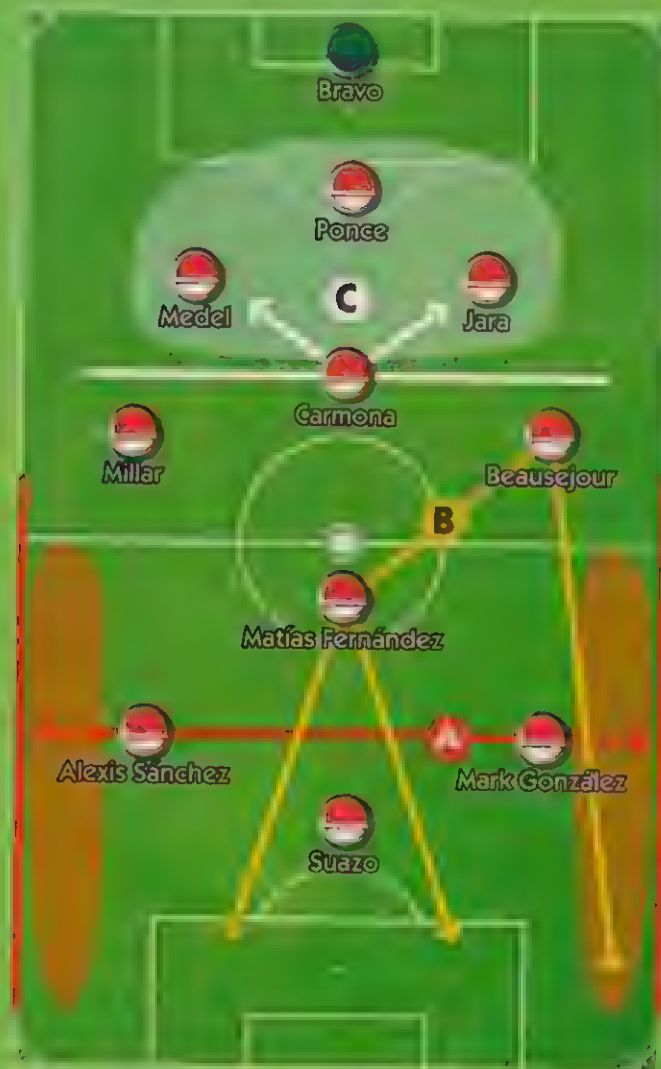 Bravo
Ponce
Medel
C
Jara
Carmona
Millar
Beausejour
B
Matías Fernández
A
Alexis Sánchez
Mark González
Suazo